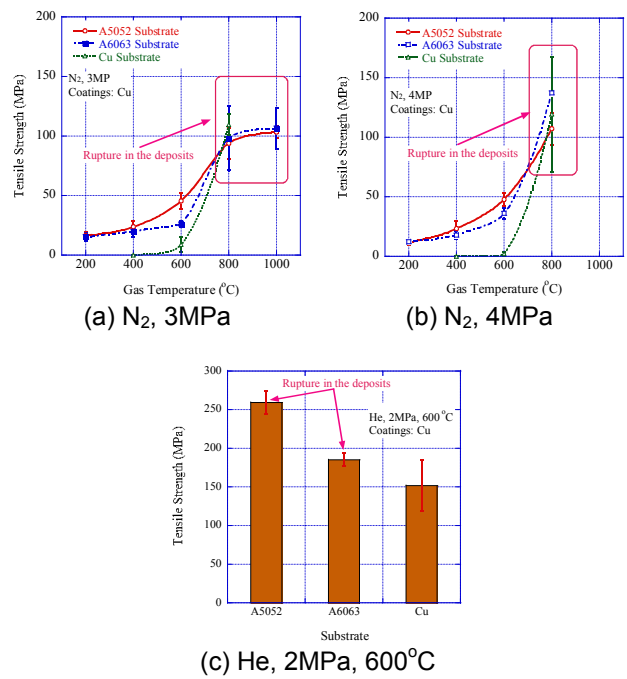 (a)
(b)
A5052 Substrate
A6063 Substrate
Cu Substrate
N2, 3MP
Coatings: Cu
Rupture in the deposits
Tensile Strength (MPa)
200
150
100
50
0
200 400 600 800 1000
Gas Temperature (°C)
(a) N₂, 3MPa
A5052 Substrate
A6063 Substrate
Cu Substrate
N2, 4MP
Coatings: Cu
Rupture in the deposits
Tensile Strength (MPa)
200
150
100
50
0
200 400 600 800 1000
Gas Temperature (°C)
(b) N₂, 4MPa
Rupture in the deposits
He, 2MPa, 600°C
Coatings: Cu
Tensile Strength (MPa)
300
250
200
150
100
50
0
A5052 A6063 Cu
Substrate
(c) He, 2MPa, 600°C